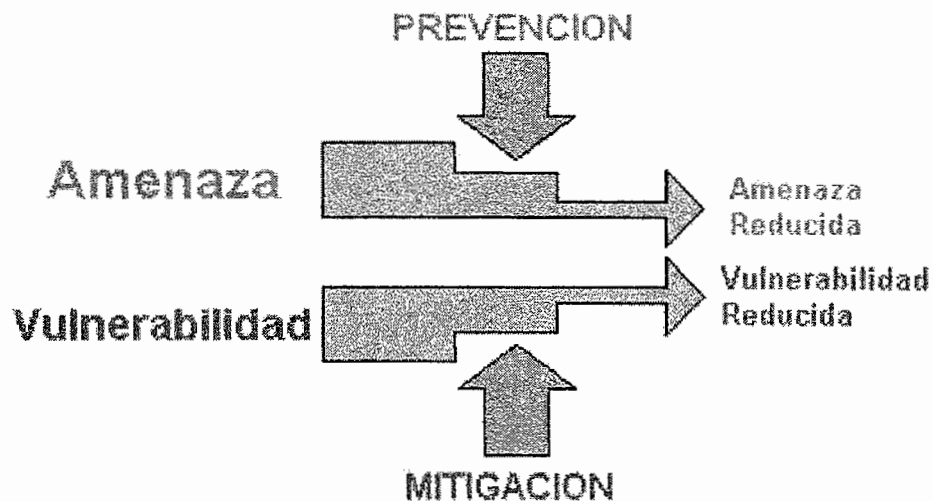 PREVENCION
Amenaza
Amenaza
Reducida
Vulnerabilidad
Vulnerabilidad
Reducida
MITIGACION